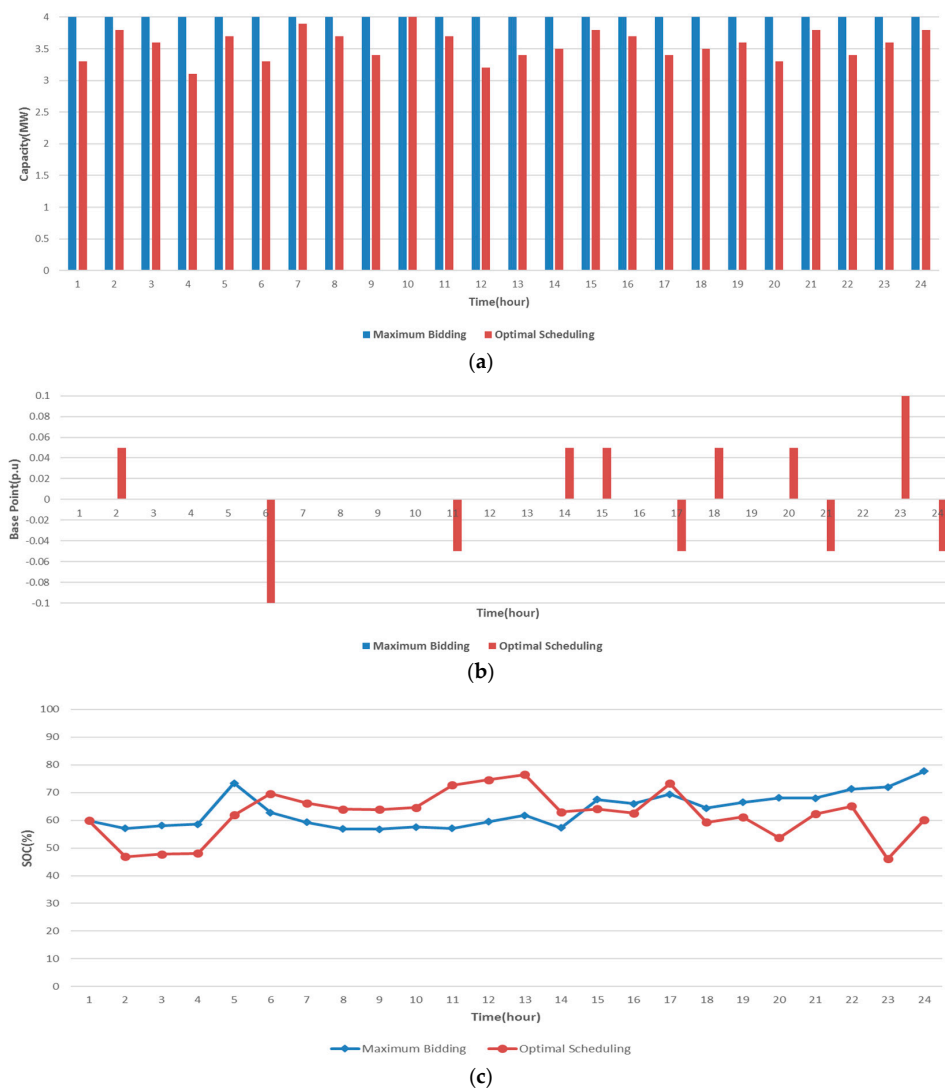 4
3.5
3
2.5
2
1.5
1
0.5
0
Capacity(MW)
1 2 3 4 5 6 7 8 9 10 11 12 13 14 15 16 17 18 19 20 21 22 23 24
Time(hour)
Maximum Bidding Optimal Scheduling
(a)
0.1
0.08
0.06
0.04
0.02
0
-0.02
-0.04
-0.06
-0.08
-0.1
Base Point(p.u)
1 2 3 4 5 6 7 8 9 10 11 12 13 14 15 16 17 18 19 20 21 22 23 24
Time(hour)
Maximum Bidding Optimal Scheduling
(b)
100
90
80
70
60
50
40
30
20
10
0
SOC(%)
1 2 3 4 5 6 7 8 9 10 11 12 13 14 15 16 17 18 19 20 21 22 23 24
Time(hour)
Maximum Bidding Optimal Scheduling
(c)